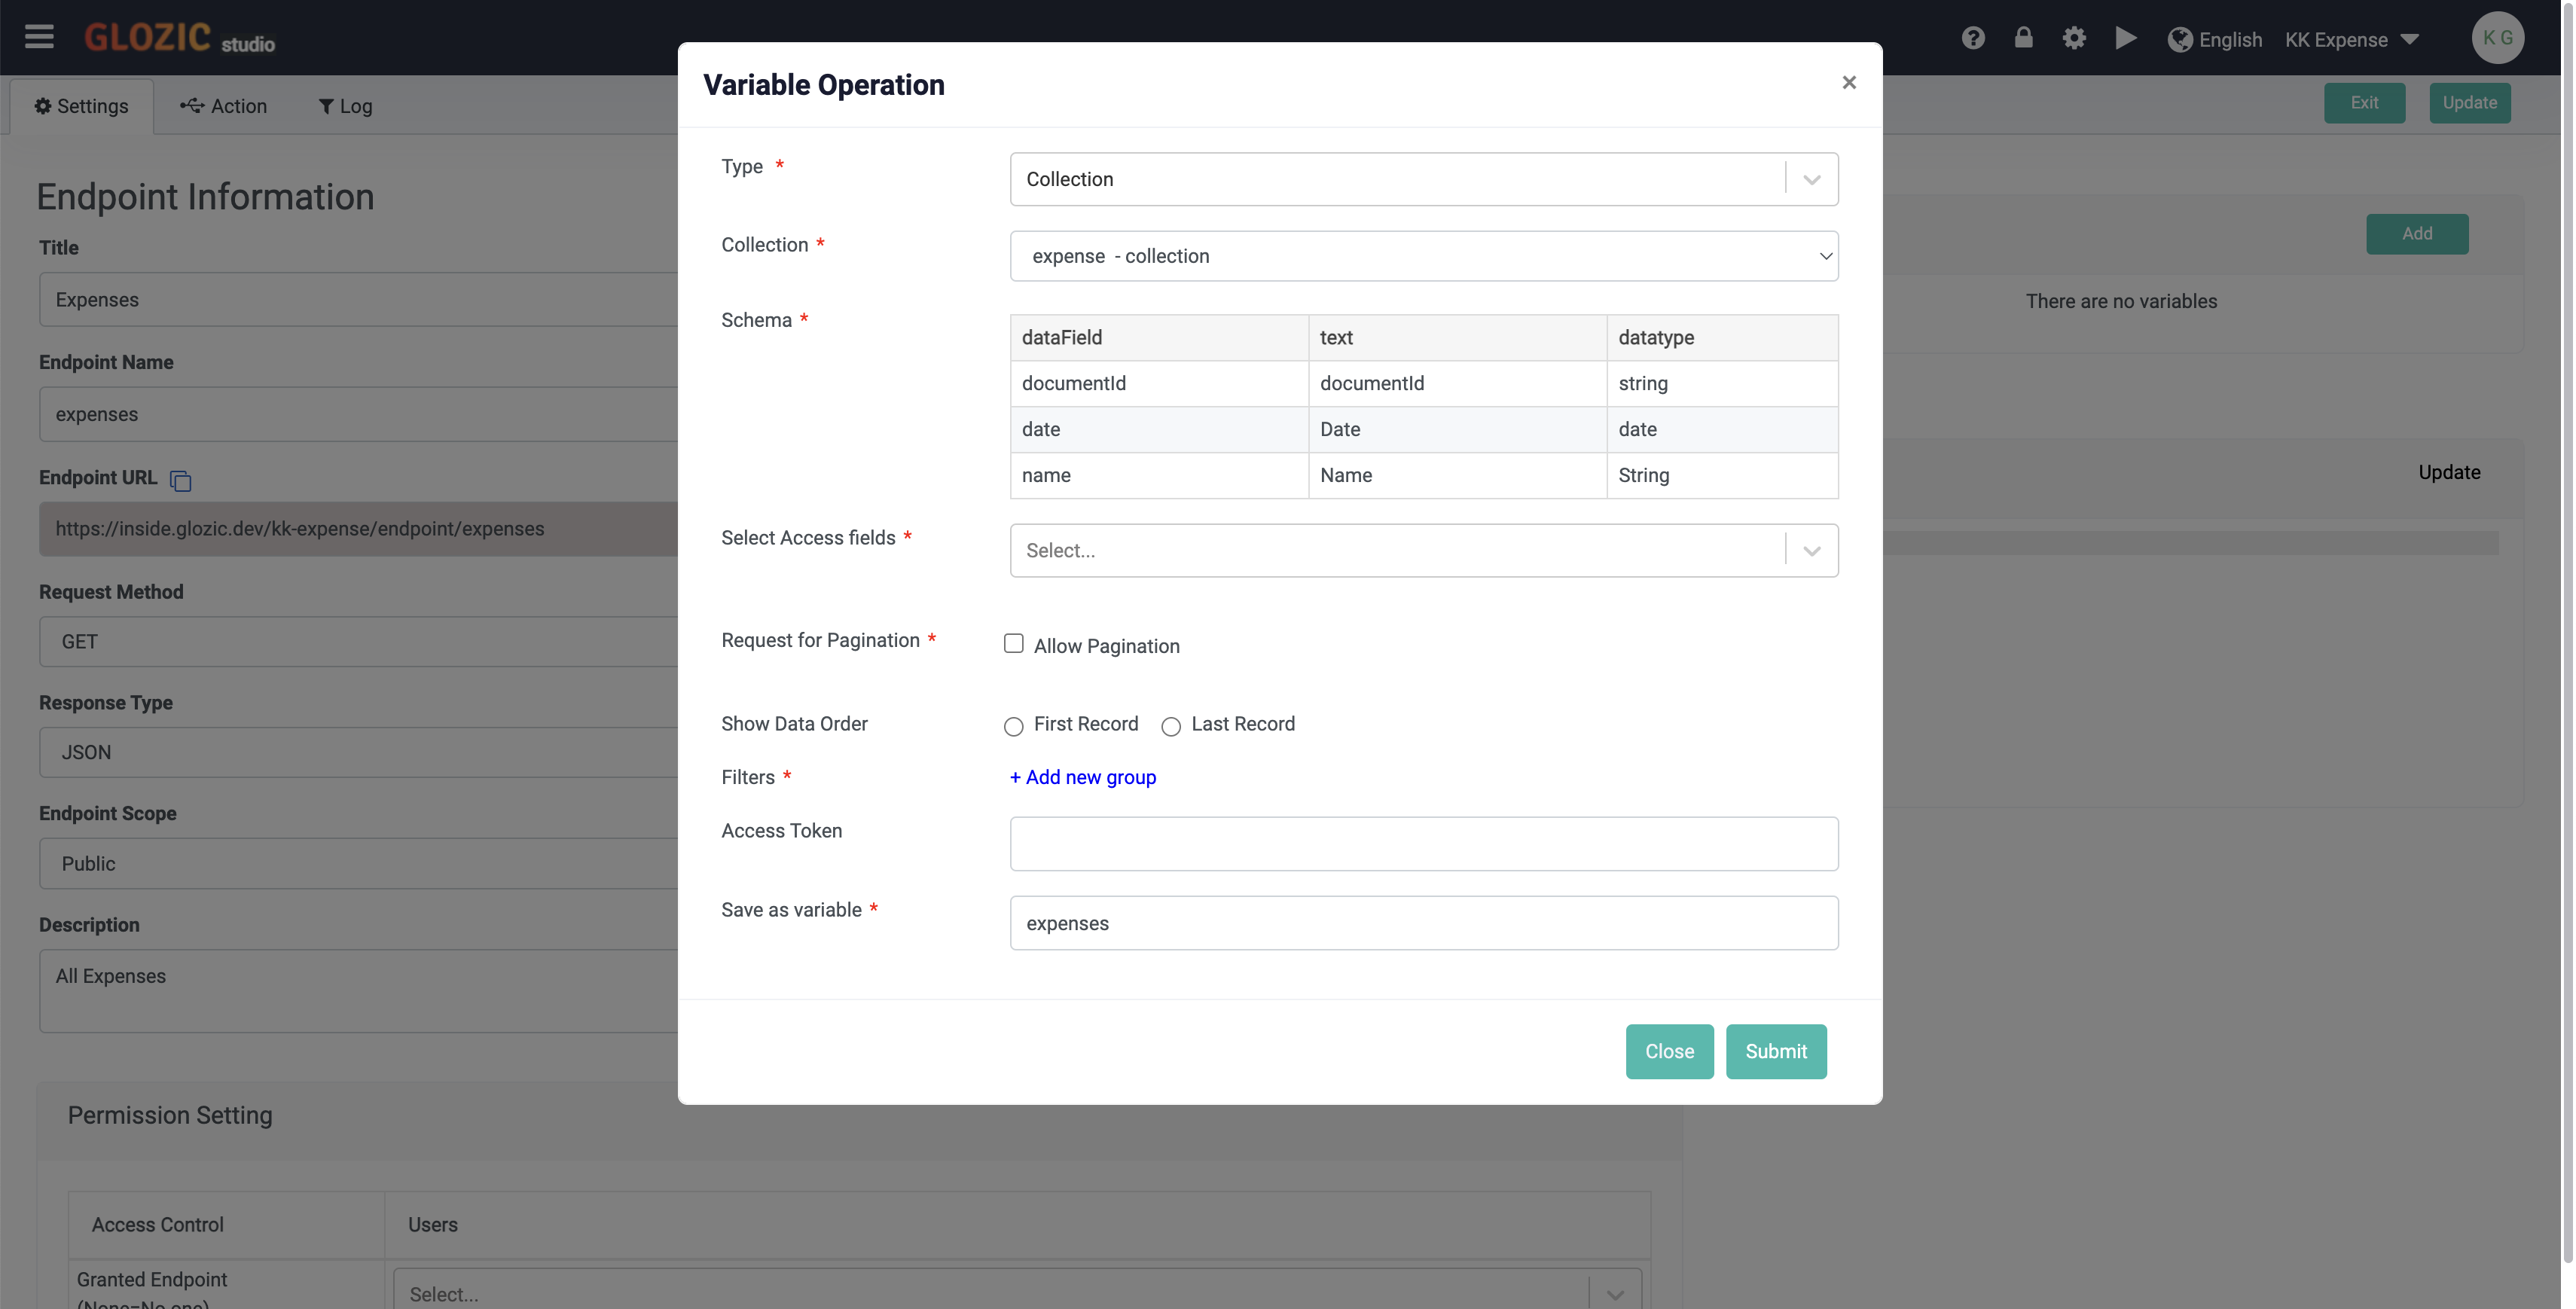 GLOZIC studio
English
KK Expense
K G
Settings
Action
Log
Exit
Update
Endpoint Information
Title
Expenses
Endpoint Name
expenses
Endpoint URL
https://inside.glozic.dev/kk-expense/endpoint/expenses
Request Method
GET
Response Type
JSON
Endpoint Scope
Public
Description
All Expenses
Permission Setting
Access Control Users
Granted Endpoint
(None=No one)
Select...
Variable Operation
×
Type *
Collection
Collection *
expense - collection
Schema *
dataField text datatype
documentId documentId string
date Date date
name Name String
Select Access fields *
Select...
Request for Pagination *
Allow Pagination
Show Data Order
First Record Last Record
Filters *
+ Add new group
Access Token
Save as variable *
expenses
Close Submit
Add
There are no variables
Update